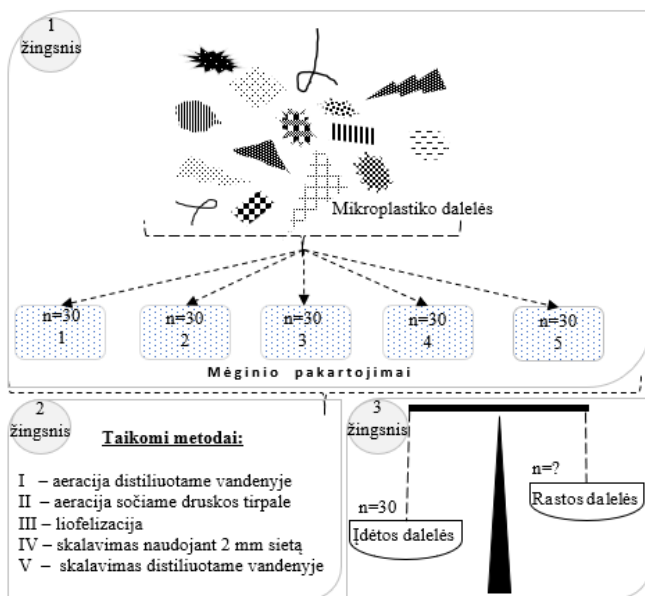 1
žingsnis
Mikroplastiko dalelės
n=30
1
n=30
2
n=30
3
n=30
4
n=30
5
Mėginio pakartojimai
2
žingsnis
Taikomi metodai:
I – aeracija distiliuotame vandenyje
II – aeracija sočiame druskos tirpale
III – liofelizacija
IV – skalavimas naudojant 2 mm sietą
V – skalavimas distiliuotame vandenyje
3
žingsnis
n=?
Rastos dalelės
n=30
Įdėtos dalelės